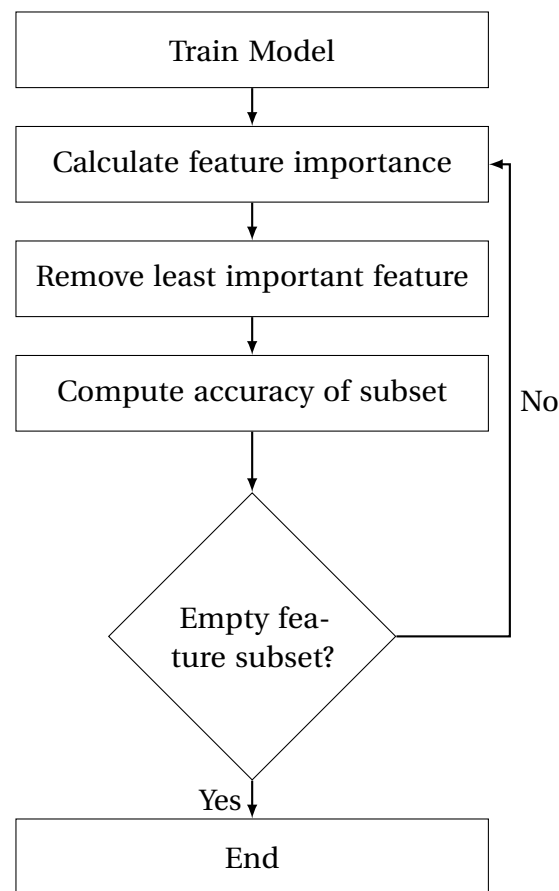 Train Model
Calculate feature importance
Remove least important feature
Compute accuracy of subset
No
Empty fea-
ture subset?
Yes
End